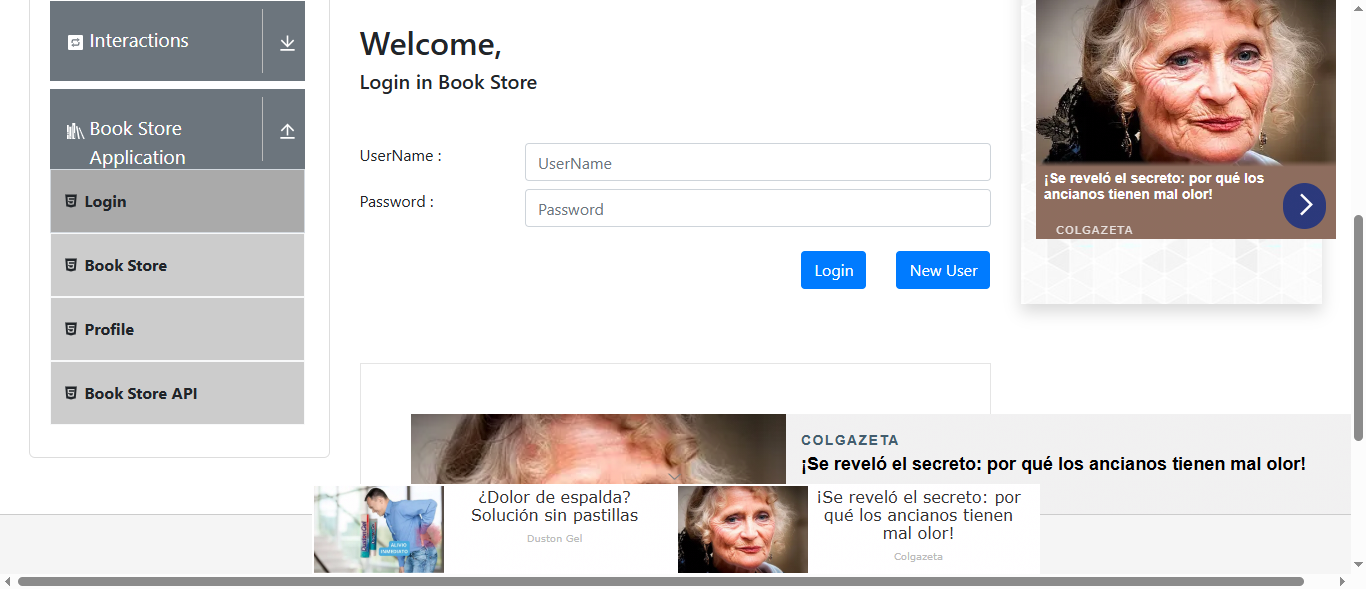 Interactions
Book Store
Application
Login
Book Store
Profile
Book Store API
Welcome,
Login in Book Store
UserName :
UserName
Password :
Password
Login
New User
¡Se reveló el secreto: por qué los
ancianos tienen mal olor!
COLGAZETA
COLGAZETA
¡Se reveló el secreto: por qué los ancianos tienen mal olor!
ALIVIO
INMEDIATO
¿Dolor de espalda?
Solución sin pastillas
Duston Gel
¡Se reveló el secreto: por
qué los ancianos tienen
mal olor!
Colgazeta